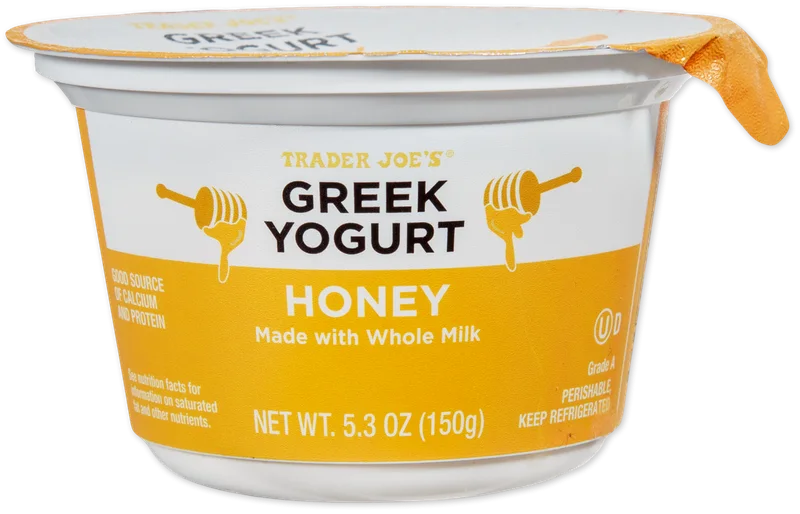 TRADER JOE'S
GREEK
YOGURT
TRADER JOE'S®
GREEK
YOGURT
HONEY
Made with Whole Milk
GOOD SOURCE
OF CALCIUM
AND PROTEIN
See nutrition facts for
information on saturated
fat and other nutrients.
NET WT. 5.3 OZ (150g)
U D
Grade A
PERISHABLE,
KEEP REFRIGERATED